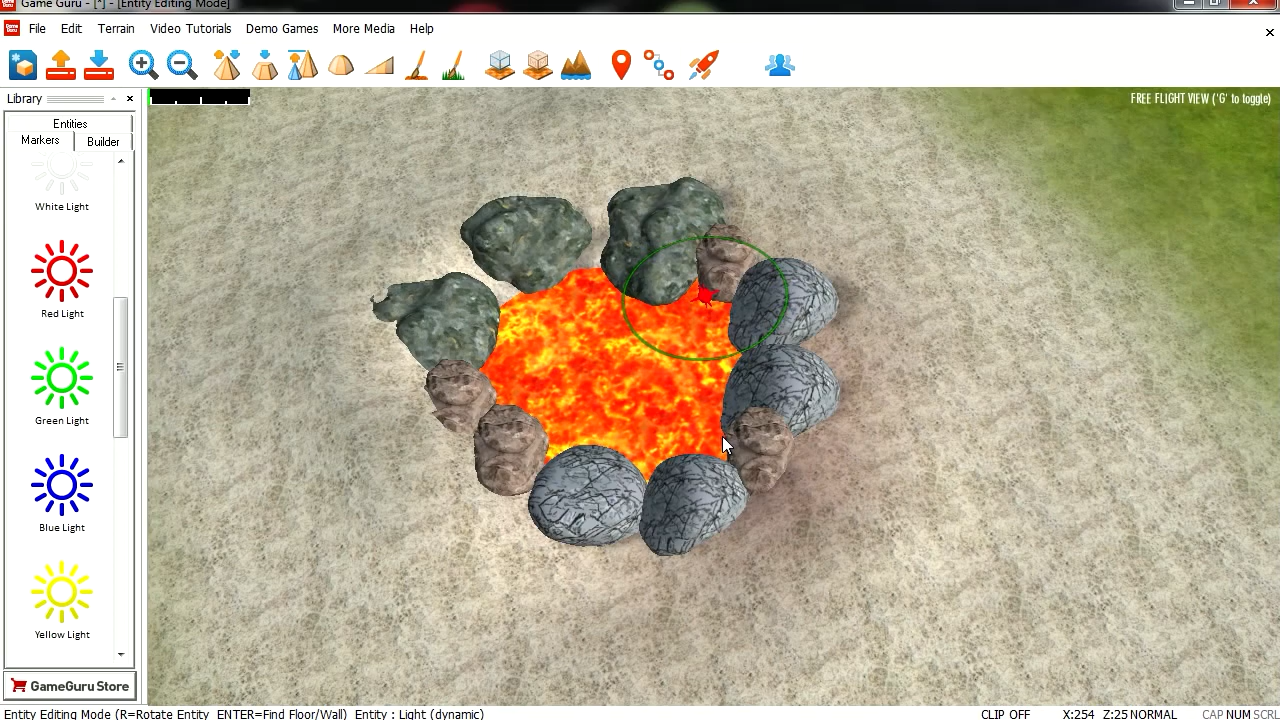 Game Guru - [*] - [Entity Editing Mode]
Game Guru
File Edit Terrain Video Tutorials Demo Games More Media Help
Library
FREE FLIGHT VIEW ('G' to toggle)
Entities
Markers Builder
White Light
Red Light
Green Light
Blue Light
Yellow Light
GameGuru Store
Entity Editing Mode (R=Rotate Entity ENTER=Find Floor/Wall) Entity : Light (dynamic) CLIP OFF X:254 Z:25 NORMAL CAP NUM SCRL